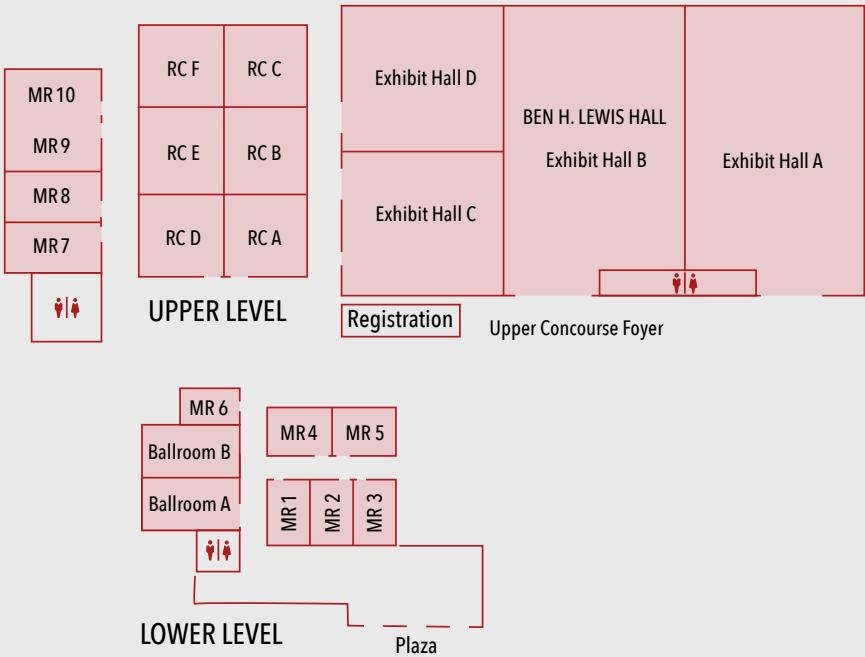 MR 10
MR 9
MR 8
MR 7
RC F
RC C
RC E
RC B
RC D
RC A
UPPER LEVEL
Exhibit Hall D
Exhibit Hall C
BEN H. LEWIS HALL
Exhibit Hall B
Exhibit Hall A
Registration
Upper Concourse Foyer
MR 6
Ballroom B
Ballroom A
MR 4
MR 5
MR 1
MR 2
MR 3
LOWER LEVEL
Plaza